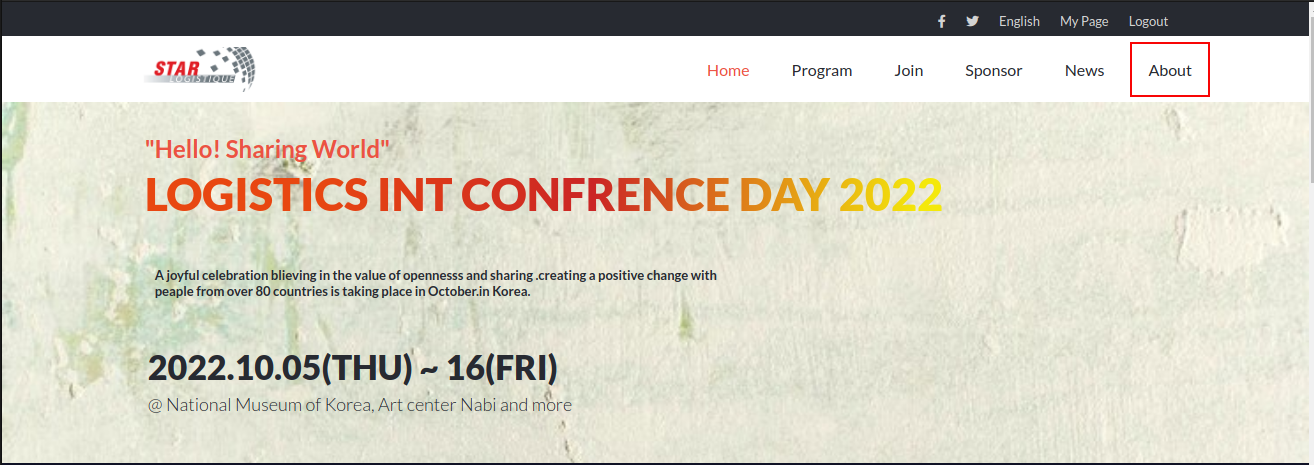 English My Page Logout
STAR
LOGISTIQUE
Home Program Join Sponsor News About
"Hello! Sharing World"
LOGISTICS INT CONFRENCE DAY 2022
A joyful celebration blieving in the value of opennesss and sharing .creating a positive change with
peaple from over 80 countries is taking place in October.in Korea.
2022.10.05(THU) ~ 16(FRI)
@ National Museum of Korea, Art center Nabi and more